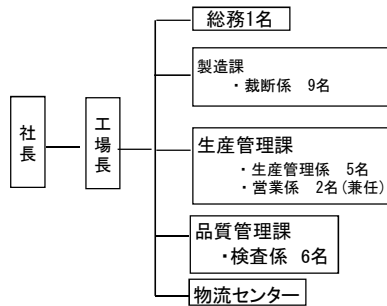 社長
工場長
総務1名
製造課
・裁断係 9名
生産管理課
・生産管理係 5名
・営業係 2名(兼任)
品質管理課
・検査係 6名
物流センター